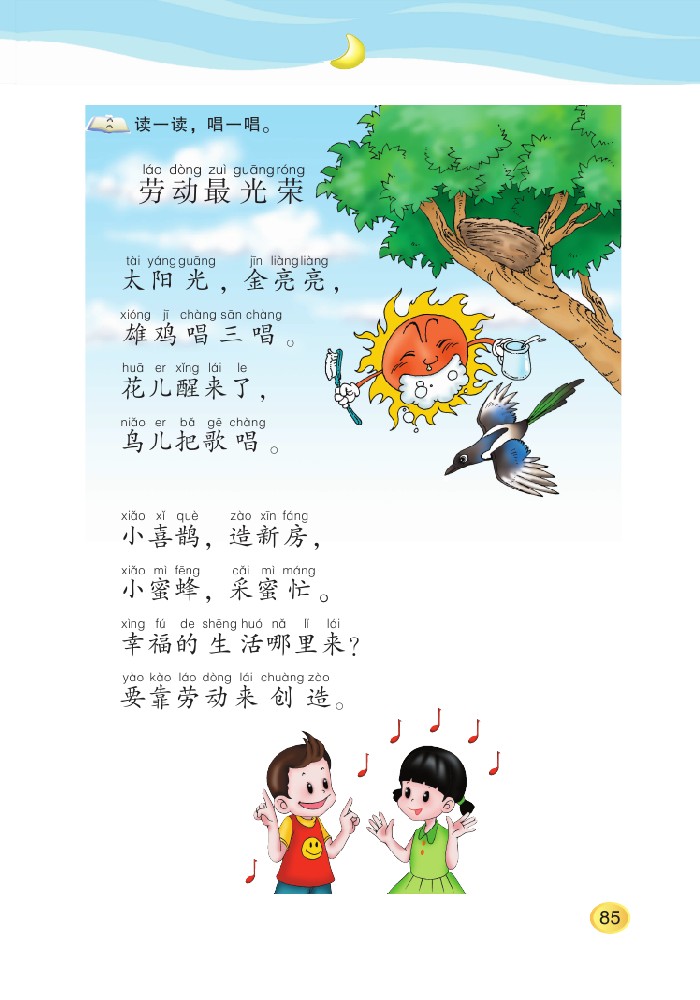 读一读，唱一唱。
láo dòng zuì guāng róng
劳动最光荣
tài yáng guāng jīn liàng liàng
太阳光，金亮亮，
xióng jī chàng sān chàng
雄鸡唱三唱。
huā er xǐng lái le
花儿醒来了，
niǎo er bǎ gē chàng
鸟儿把歌唱。
xiǎo xǐ què zào xīn fáng
小喜鹊，造新房，
xiǎo mì fēng cǎi mì máng
小蜜蜂，采蜜忙。
xìng fú de shēng huó nǎ lǐ lái
幸福的生活哪里来？
yào kào láo dòng lái chuàng zào
要靠劳动来创造。
85